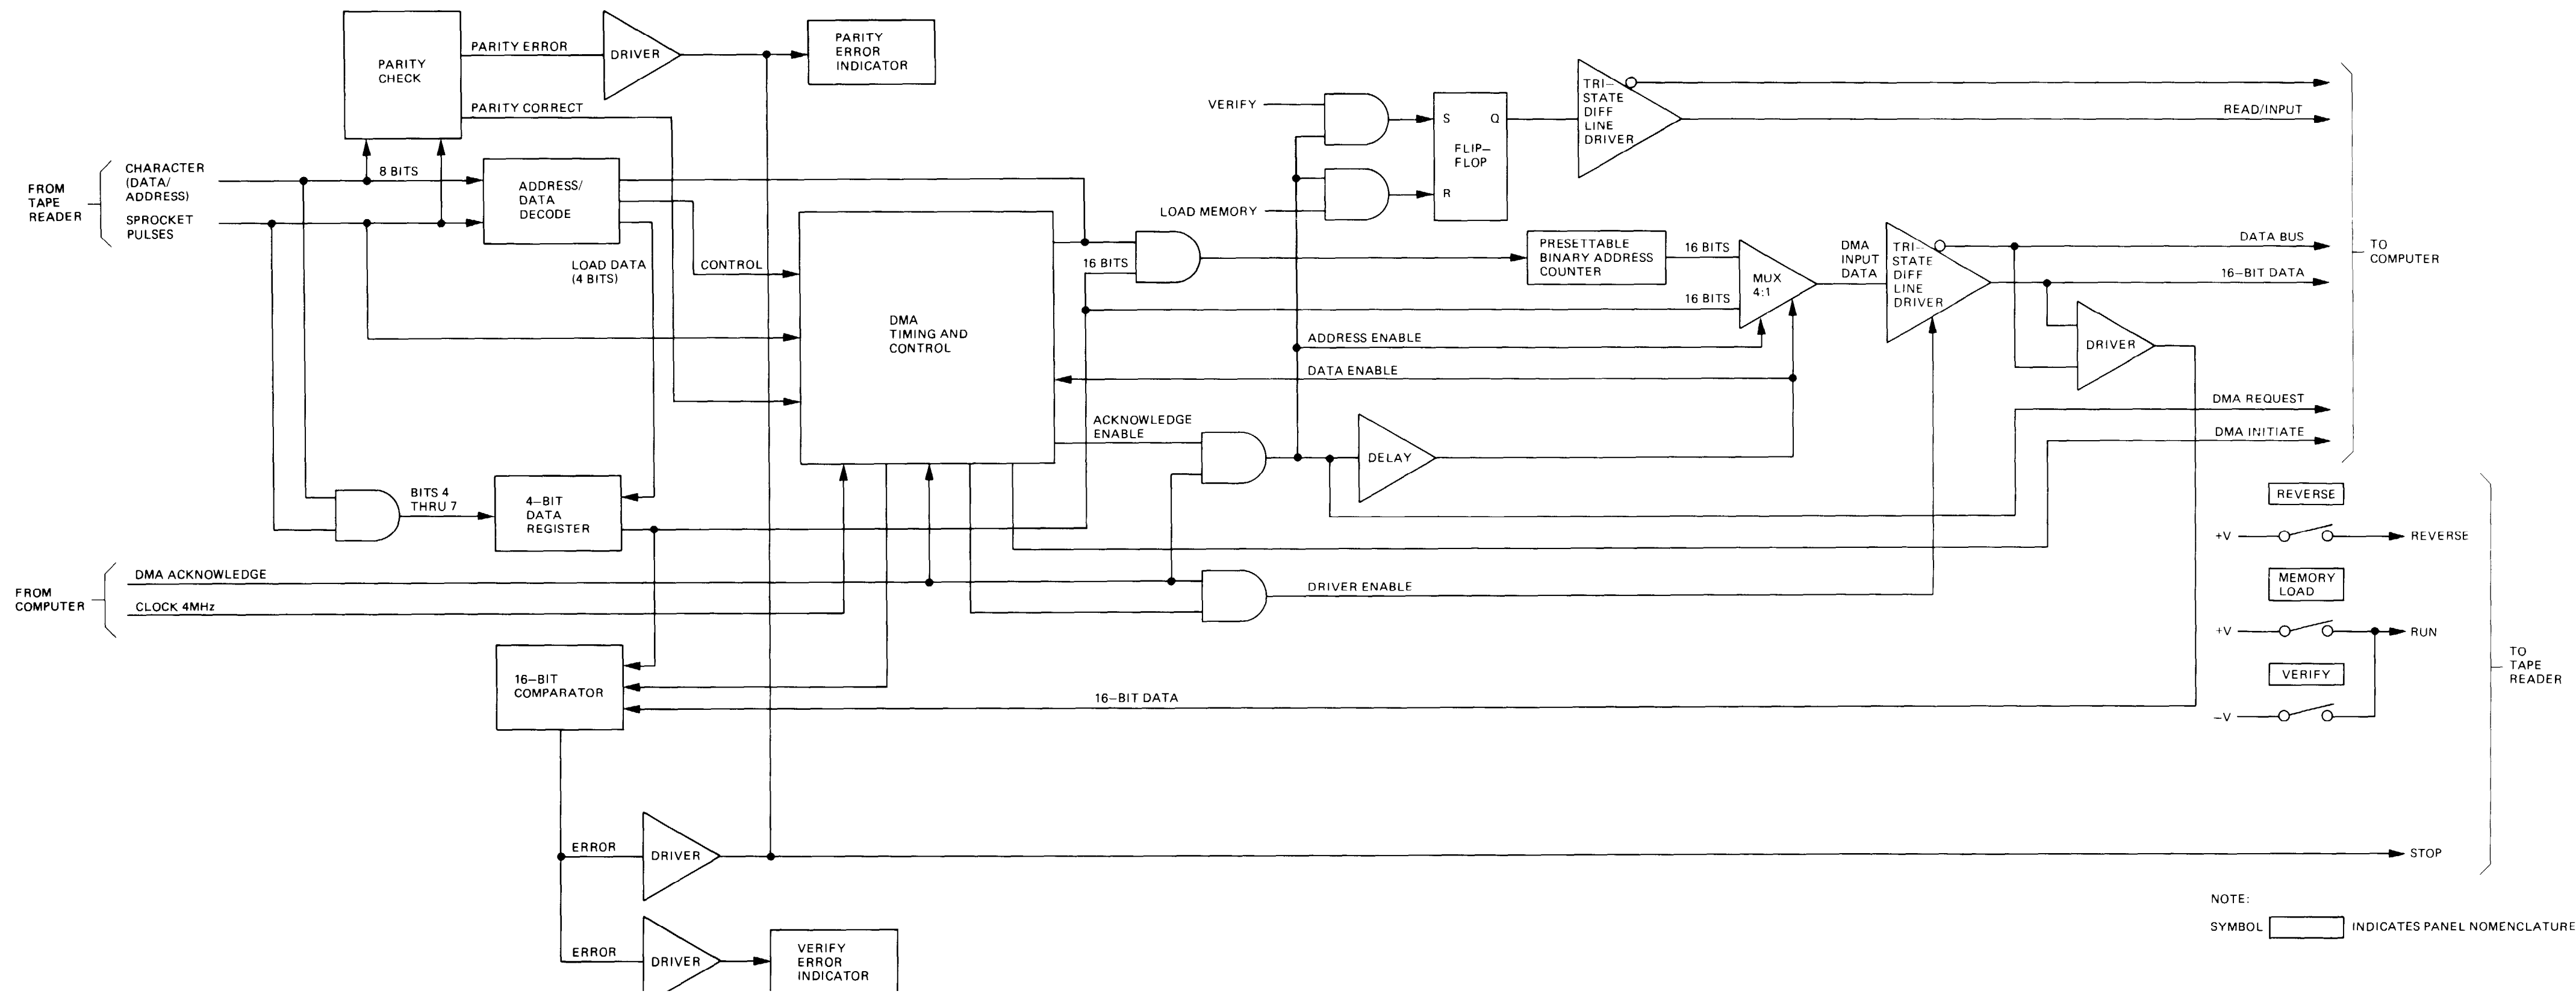 PARITY
CHECK
PARITY ERROR
DRIVER
PARITY
ERROR
INDICATOR
PARITY CORRECT
FROM
TAPE
READER
CHARACTER
(DATA/
ADDRESS)
SPROCKET
PULSES
8 BITS
ADDRESS/
DATA
DECODE
LOAD DATA
(4 BITS)
CONTROL
DMA
TIMING AND
CONTROL
VERIFY
LOAD MEMORY
S
Q
FLIP–
FLOP
R
TRI–
STATE
DIFF
LINE
DRIVER
READ/INPUT
16 BITS
PRESETTABLE
BINARY ADDRESS
COUNTER
16 BITS
16 BITS
MUX
4:1
DMA
INPUT
DATA
TRI–
STATE
DIFF
LINE
DRIVER
DATA BUS
16–BIT DATA
TO
COMPUTER
DRIVER
ADDRESS ENABLE
DATA ENABLE
ACKNOWLEDGE
ENABLE
DELAY
DMA REQUEST
DMA INITIATE
BITS 4
THRU 7
4–BIT
DATA
REGISTER
FROM
COMPUTER
DMA ACKNOWLEDGE
CLOCK 4MHz
DRIVER ENABLE
REVERSE
+V
REVERSE
MEMORY
LOAD
+V
RUN
VERIFY
–V
TO
TAPE
READER
16–BIT
COMPARATOR
16–BIT DATA
ERROR
DRIVER
STOP
ERROR
DRIVER
VERIFY
ERROR
INDICATOR
NOTE:
SYMBOL INDICATES PANEL NOMENCLATURE